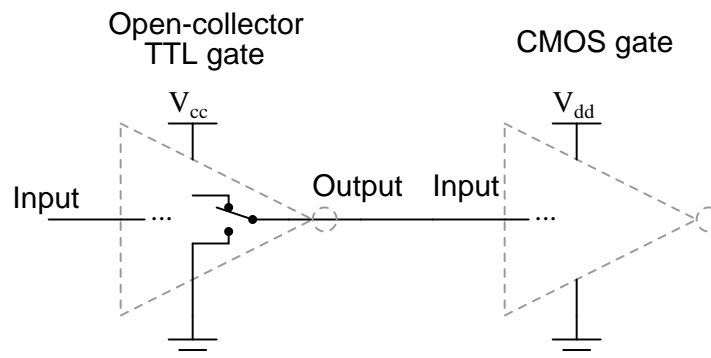 Open-collector
TTL gate
CMOS gate
Vcc
Vdd
Input
...
Output
Input
...